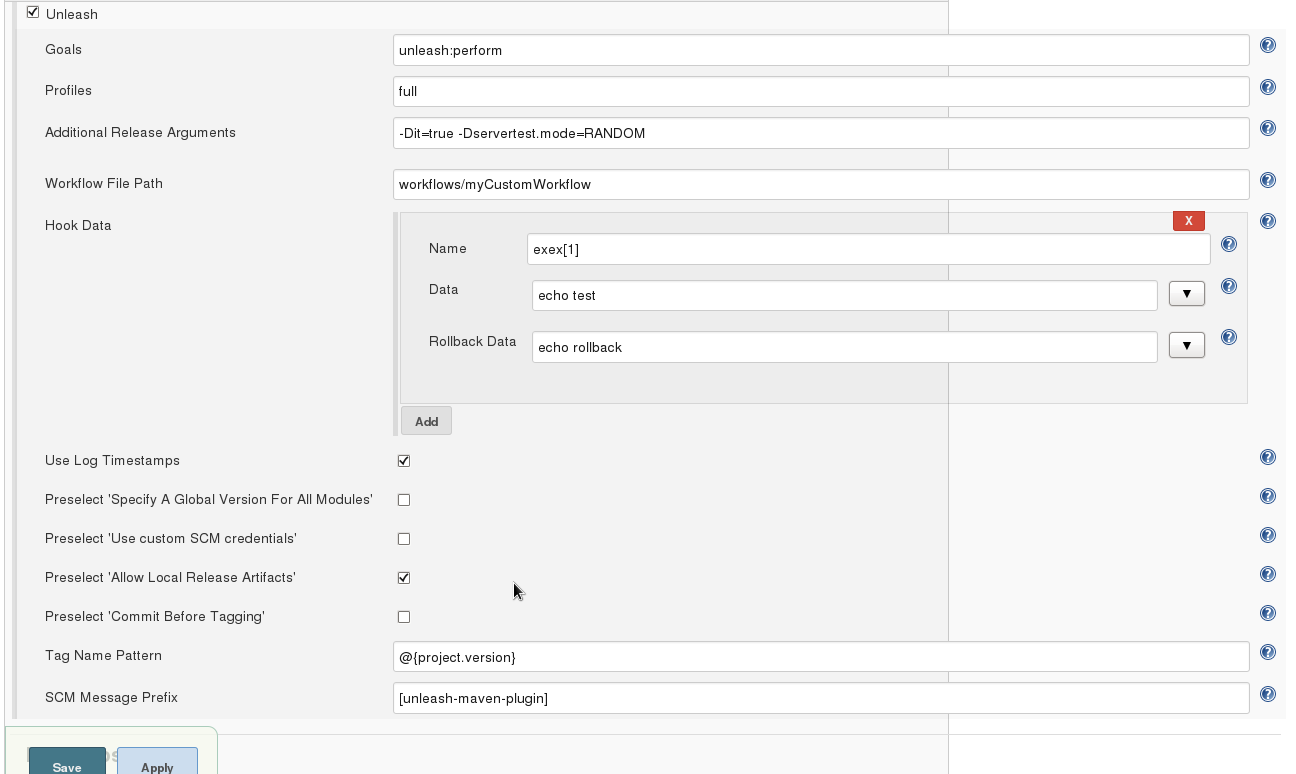 Unleash
Goals unleash:perform
Profiles full
Additional Release Arguments -Dit=true -Dservertest.mode=RANDOM
Workflow File Path workflows/myCustomWorkflow
Hook Data
X
Name exex[1]
Data echo test ▼
Rollback Data echo rollback ▼
Add
Use Log Timestamps
Preselect 'Specify A Global Version For All Modules'
Preselect 'Use custom SCM credentials'
Preselect 'Allow Local Release Artifacts'
Preselect 'Commit Before Tagging'
Tag Name Pattern @{project.version}
SCM Message Prefix [unleash-maven-plugin]
Save Apply